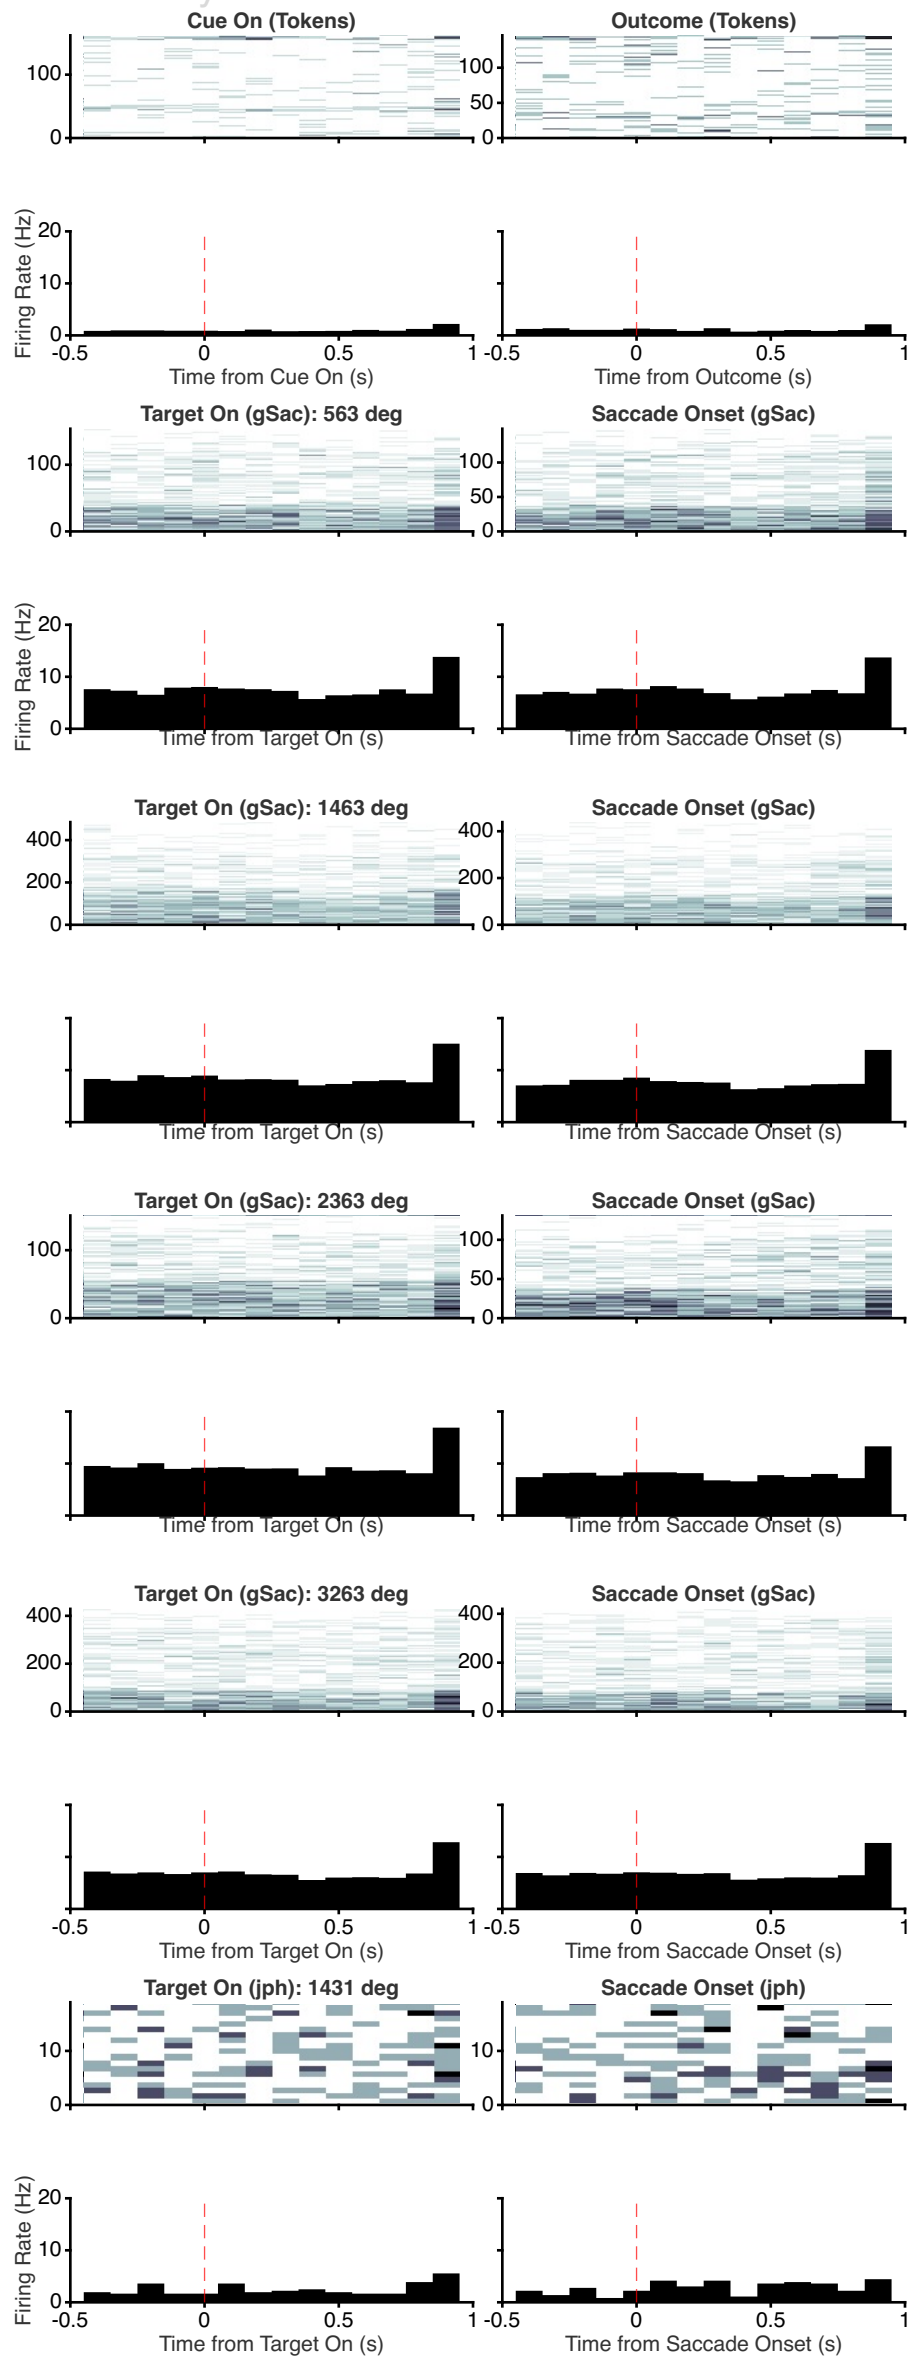 Cue On (Tokens) Outcome (Tokens)
100 100
50
0 0
Firing Rate (Hz)
20
10
0
-0.5 0 0.5 1 -0.5 0 0.5 1
Time from Cue On (s) Time from Outcome (s)
Target On (gSac): 563 deg Saccade Onset (gSac)
100 100
50
0 0
Firing Rate (Hz)
20
10
0
Time from Target On (s) Time from Saccade Onset (s)
Target On (gSac): 1463 deg Saccade Onset (gSac)
400 400
200 200
0 0
Time from Target On (s) Time from Saccade Onset (s)
Target On (gSac): 2363 deg Saccade Onset (gSac)
100 100
50
0 0
Time from Target On (s) Time from Saccade Onset (s)
Target On (gSac): 3263 deg Saccade Onset (gSac)
400 400
200 200
0 0
-0.5 0 0.5 1 -0.5 0 0.5 1
Time from Target On (s) Time from Saccade Onset (s)
Target On (jph): 1431 deg Saccade Onset (jph)
10 10
0 0
Firing Rate (Hz)
20
10
0
-0.5 0 0.5 1 -0.5 0 0.5 1
Time from Target On (s) Time from Saccade Onset (s)